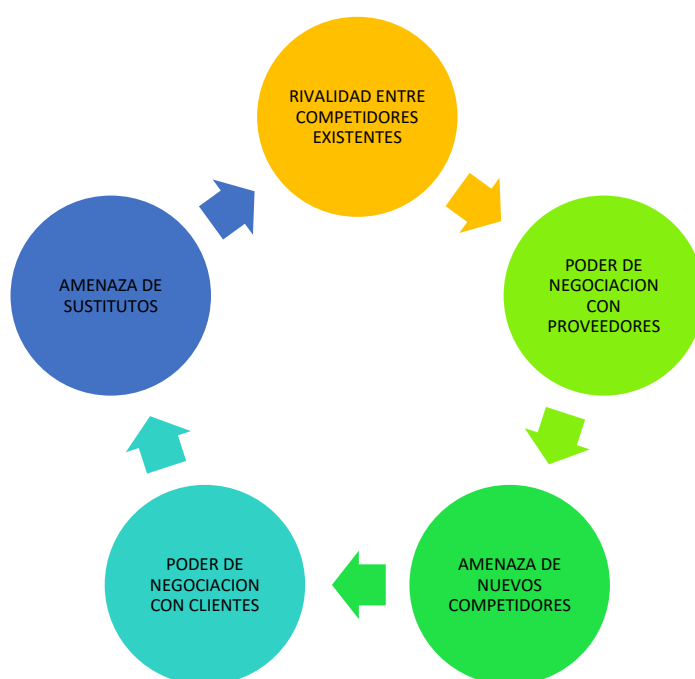 RIVALIDAD ENTRE
COMPETIDORES
EXISTENTES
PODER DE
NEGOCIACION
CON
PROVEEDORES
AMENAZA DE
NUEVOS
COMPETIDORES
PODER DE
NEGOCIACION
CON CLIENTES
AMENAZA DE
SUSTITUTOS